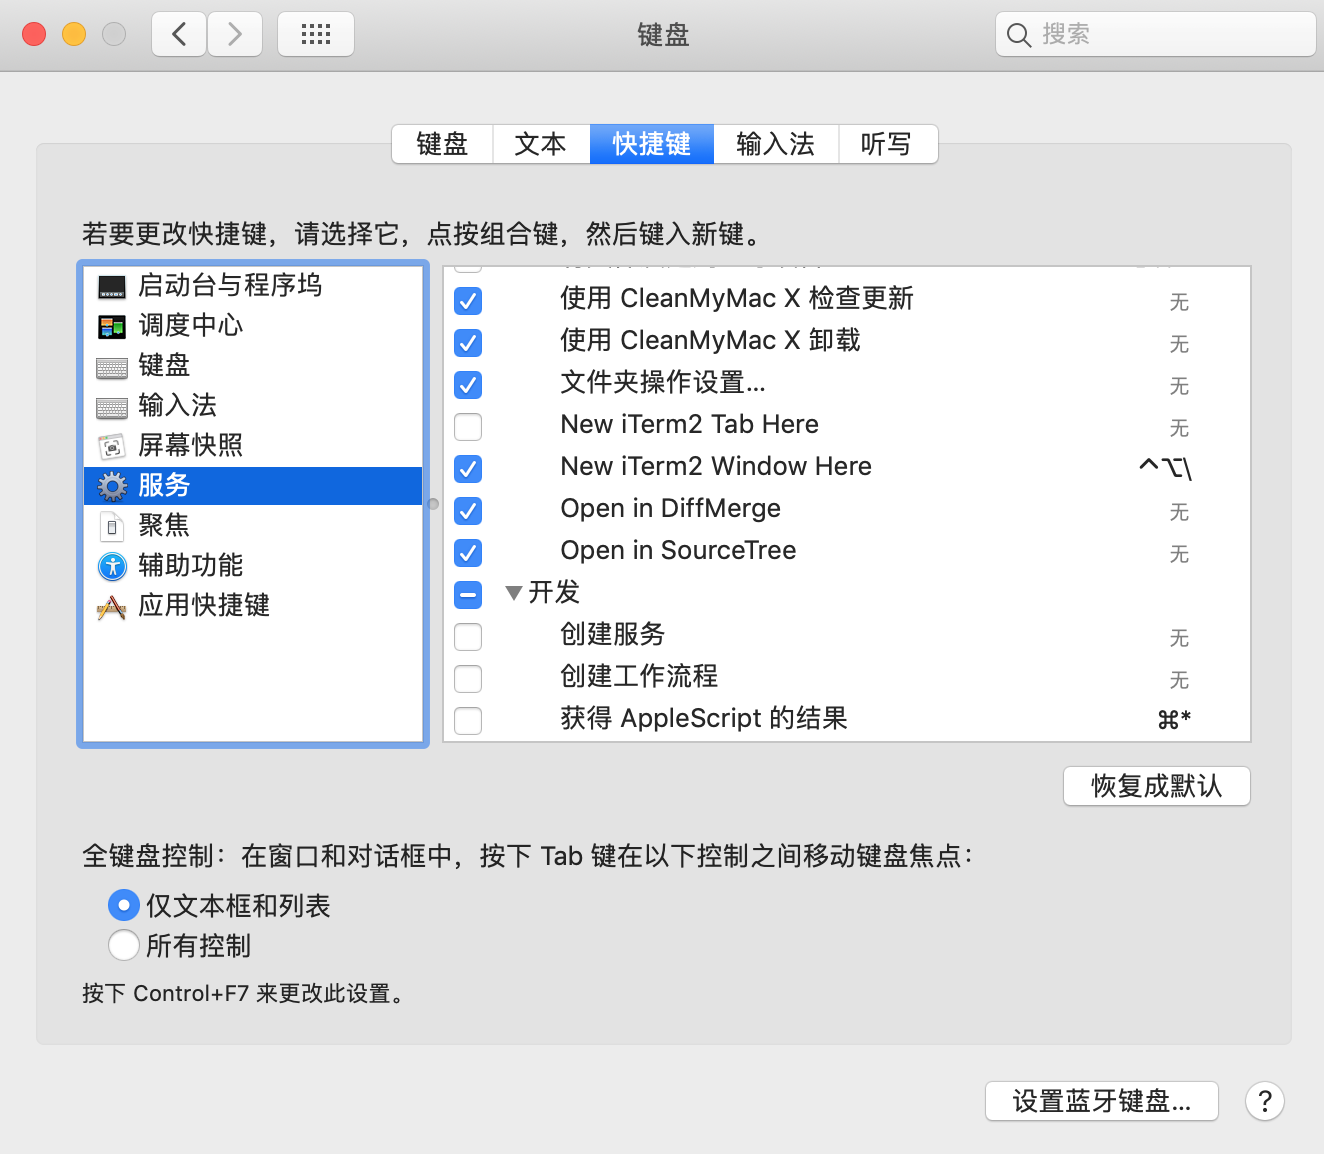 键盘
搜索
键盘 文本 快捷键 输入法 听写
若要更改快捷键，请选择它，点按组合键，然后键入新键。
启动台与程序坞
调度中心
键盘
输入法
屏幕快照
服务
聚焦
辅助功能
应用快捷键
使用 CleanMyMac X 检查更新 无
使用 CleanMyMac X 卸载 无
文件夹操作设置... 无
New iTerm2 Tab Here 无
New iTerm2 Window Here ^⌥\
Open in DiffMerge 无
Open in SourceTree 无
开发
创建服务 无
创建工作流程 无
获得 AppleScript 的结果 ⌘*
恢复成默认
全键盘控制：在窗口和对话框中，按下 Tab 键在以下控制之间移动键盘焦点：
仅文本框和列表
所有控制
按下 Control+F7 来更改此设置。
设置蓝牙键盘... ?